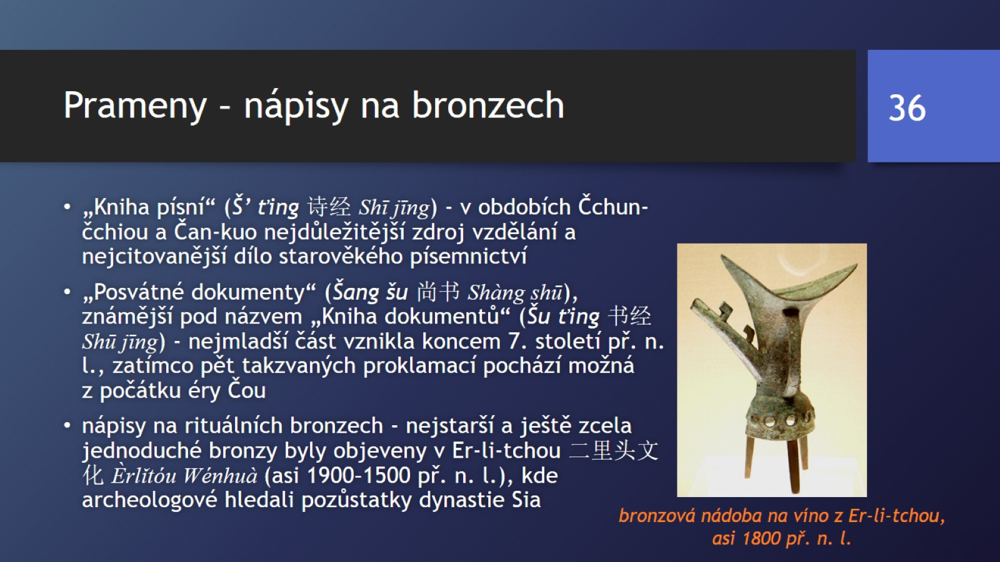 Prameny – nápisy na bronzech
36
• „Kniha písní“ (Š’ ťing 诗经 Shī jīng) - v obdobích Čchun-
čchiou a Čan-kuo nejdůležitější zdroj vzdělání a
nejcitovanější dílo starověkého písemnictví
• „Posvátné dokumenty“ (Šang šu 尚书 Shàng shū),
známější pod názvem „Kniha dokumentů“ (Šu ťing 书经
Shū jīng) - nejmladší část vznikla koncem 7. století př. n.
l., zatímco pět takzvaných proklamací pochází možná
z počátku éry Čou
• nápisy na rituálních bronzech - nejstarší a ještě zcela
jednoduché bronzy byly objeveny v Er-li-tchou 二里头文
化 Èrlǐtóu Wénhuà (asi 1900–1500 př. n. l.), kde
archeologové hledali pozůstatky dynastie Sia
bronzová nádoba na víno z Er-li-tchou,
asi 1800 př. n. l.